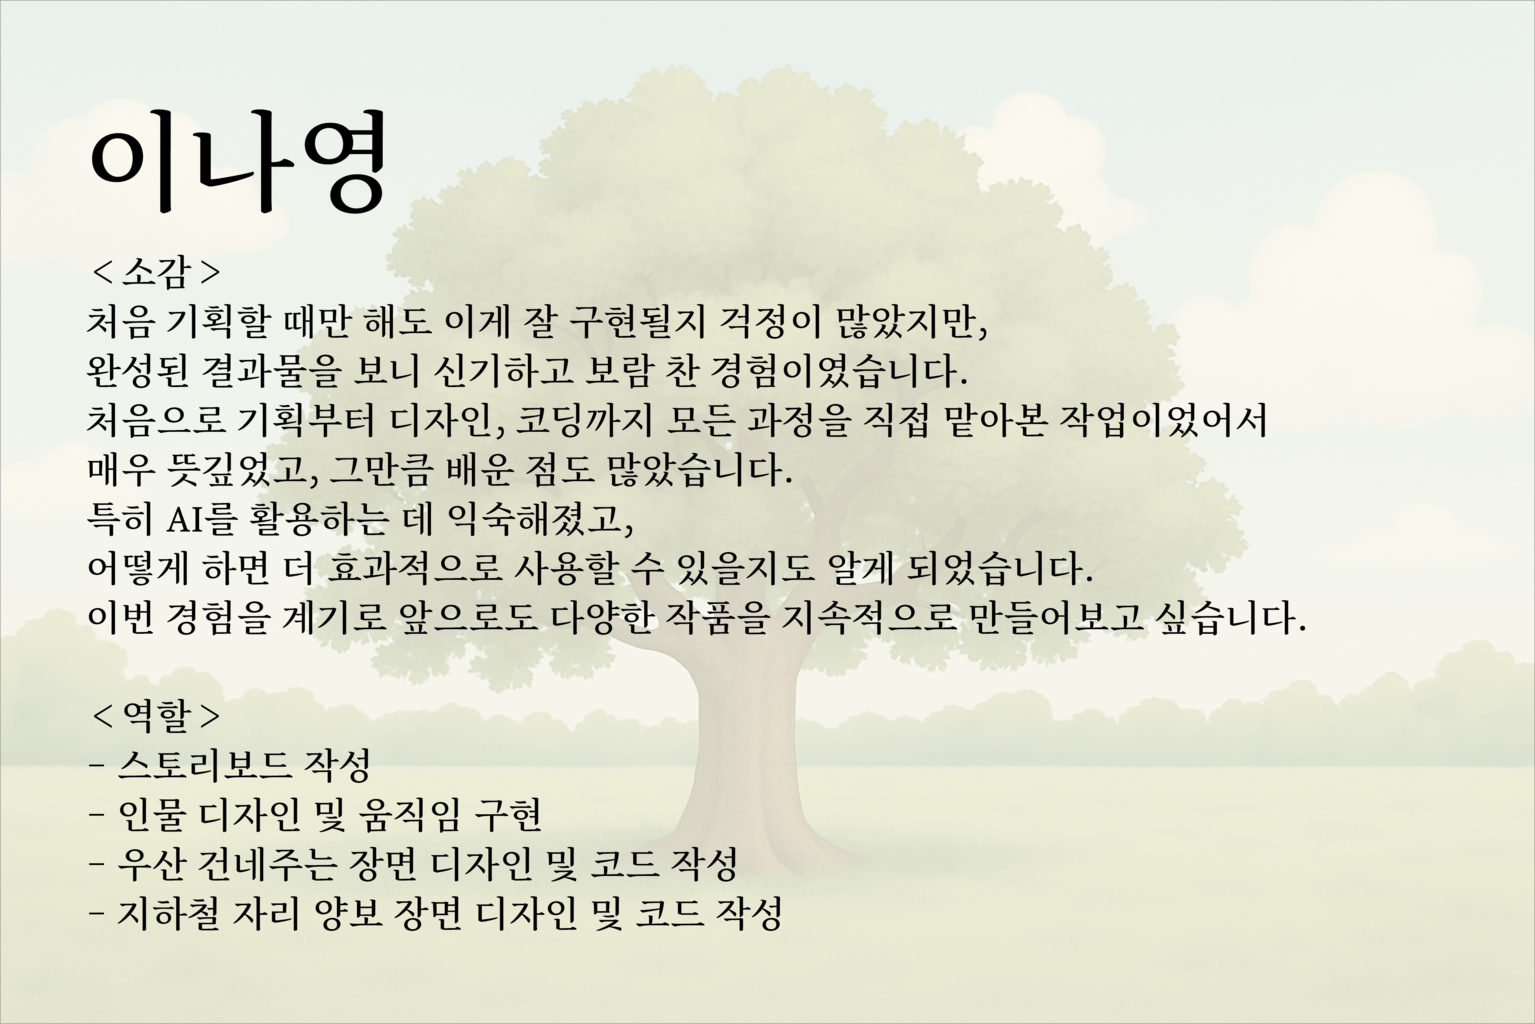 이나영
<소감>
처음 기획할 때만 해도 이게 잘 구현될지 걱정이 많았지만,
완성된 결과물을 보니 신기하고 보람 찬 경험이였습니다.
처음으로 기획부터 디자인, 코딩까지 모든 과정을 직접 맡아본 작업이었어서
매우 뜻깊었고, 그만큼 배운 점도 많았습니다.
특히 AI를 활용하는 데 익숙해졌고,
어떻게 하면 더 효과적으로 사용할 수 있을지도 알게 되었습니다.
이번 경험을 계기로 앞으로도 다양한 작품을 지속적으로 만들어보고 싶습니다.
<역할>
- 스토리보드 작성
- 인물 디자인 및 움직임 구현
- 우산 건네주는 장면 디자인 및 코드 작성
- 지하철 자리 양보 장면 디자인 및 코드 작성